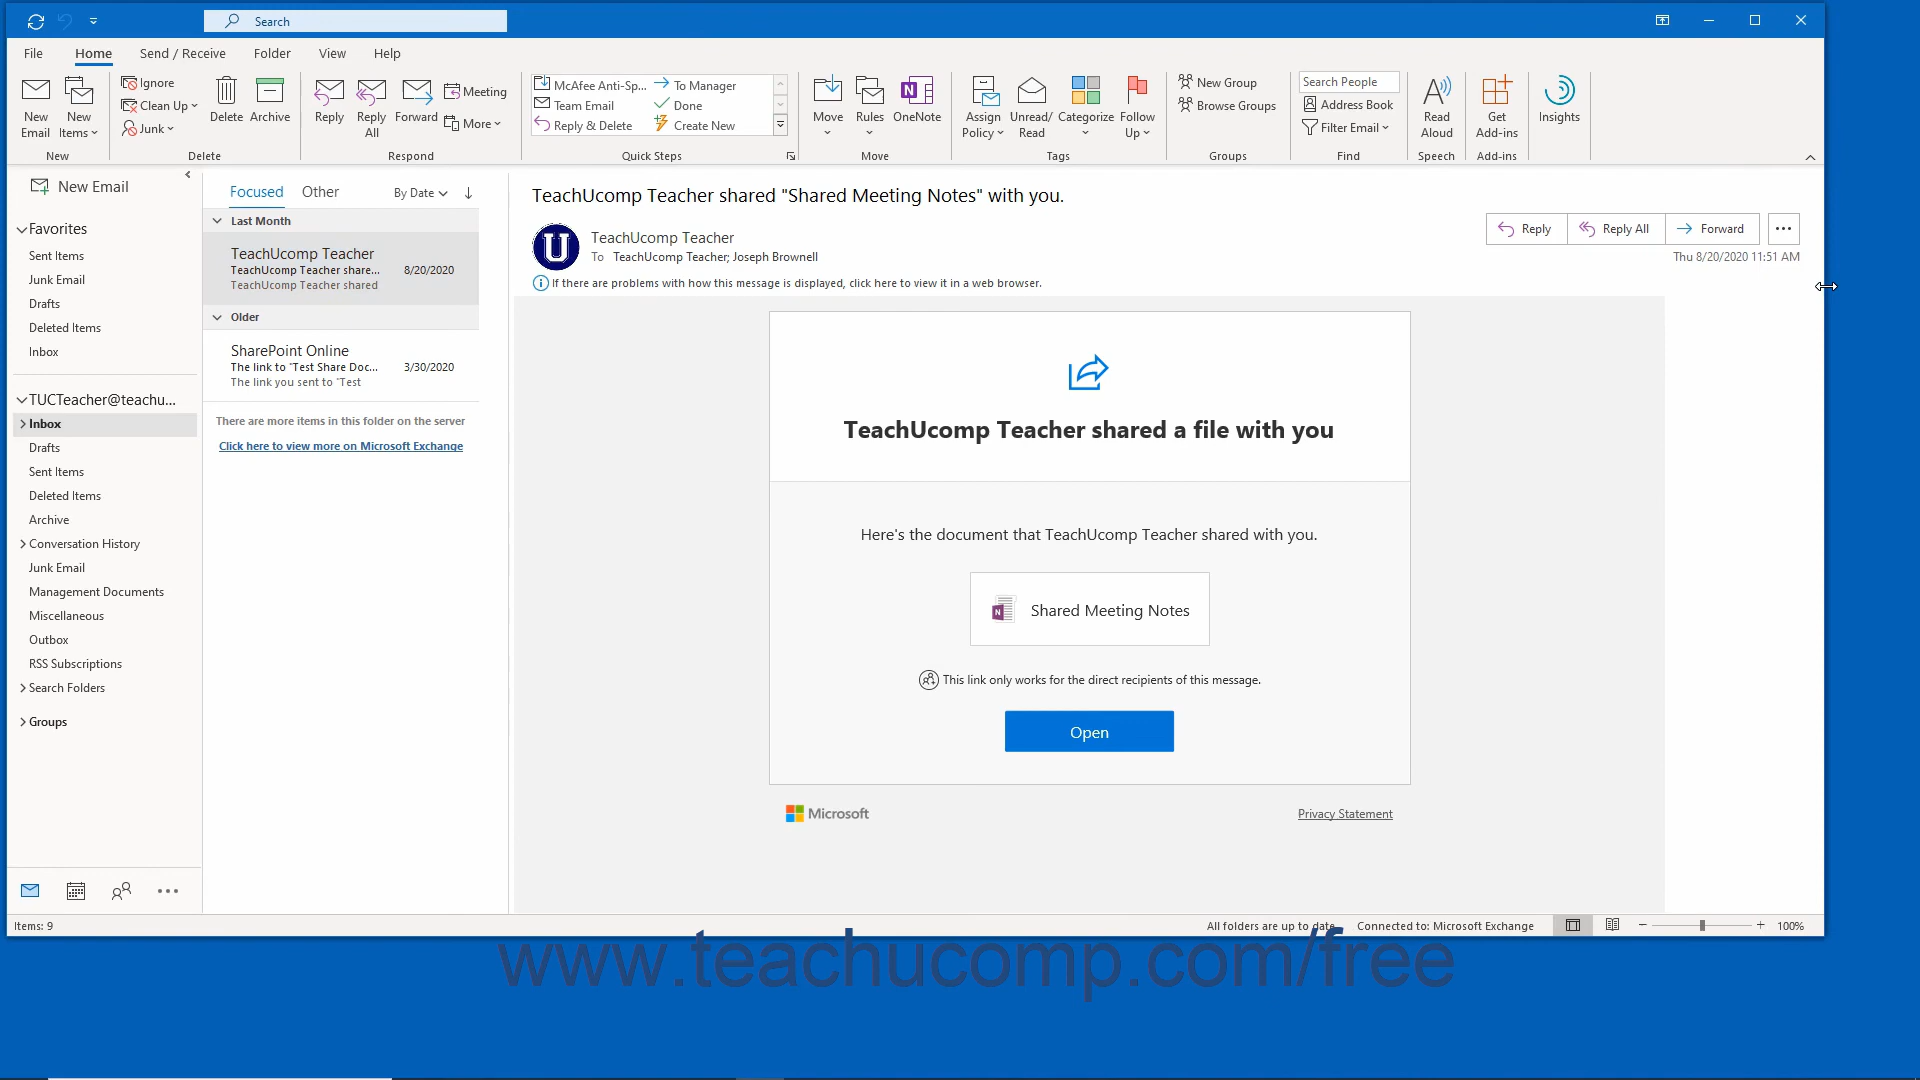 Search
File Home Send / Receive Folder View Help
New Email
New Items
New
Ignore
Clean Up
Junk
Delete
Archive
Delete
Reply
Reply All
Forward
Meeting
More
Respond
McAfee Anti-Sp...
Team Email
Reply & Delete
To Manager
Done
Create New
Quick Steps
Move
Rules
OneNote
Move
Assign Policy
Unread/ Read
Categorize
Follow Up
Tags
New Group
Browse Groups
Groups
Search People
Address Book
Filter Email
Find
Read Aloud
Speech
Get Add-ins
Add-ins
Insights
New Email
Favorites
Sent Items
Junk Email
Drafts
Deleted Items
Inbox
TUCTeacher@teachu...
Inbox
Drafts
Sent Items
Deleted Items
Archive
Conversation History
Junk Email
Management Documents
Miscellaneous
Outbox
RSS Subscriptions
Search Folders
Groups
Focused Other By Date
Last Month
TeachUcomp Teacher
TeachUcomp Teacher share... 8/20/2020
TeachUcomp Teacher shared
Older
SharePoint Online
The link to "Test Share Doc... 3/30/2020
The link you sent to "Test
There are more items in this folder on the server
Click here to view more on Microsoft Exchange
TeachUcomp Teacher shared "Shared Meeting Notes" with you.
U
TeachUcomp Teacher
To TeachUcomp Teacher; Joseph Brownell
Reply Reply All Forward
Thu 8/20/2020 11:51 AM
If there are problems with how this message is displayed, click here to view it in a web browser.
TeachUcomp Teacher shared a file with you
Here's the document that TeachUcomp Teacher shared with you.
N Shared Meeting Notes
This link only works for the direct recipients of this message.
Open
Microsoft
Privacy Statement
Items: 9
All folders are up to date. Connected to: Microsoft Exchange 100%
www.teachucomp.com/free